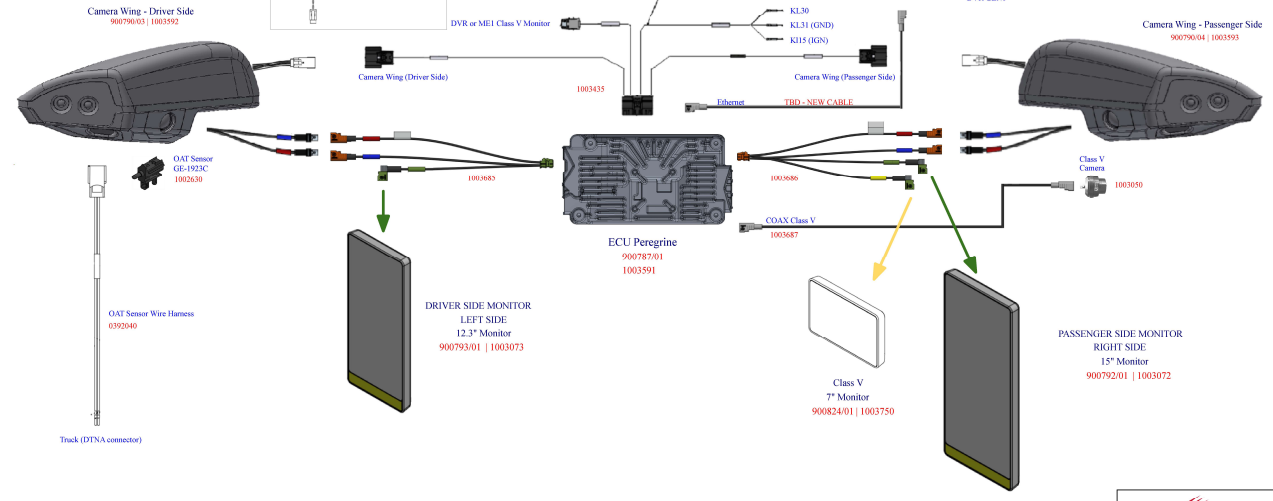 Camera Wing - Driver Side
900790/03 | 1003592
DVR or ME1 Class V Monitor
KL30
KL31 (GND)
Kl15 (IGN)
Camera Wing - Passenger Side
900790/04 | 1003593
Camera Wing (Driver Side)
Camera Wing (Passenger Side)
1003435
Ethernet
TBD - NEW CABLE
OAT Sensor
GE-1923C
1002630
1003685
1003686
Class V
Camera
1003050
COAX Class V
1003687
ECU Peregrine
900787/01
1003591
OAT Sensor Wire Harness
0392040
DRIVER SIDE MONITOR
LEFT SIDE
12.3" Monitor
900793/01 | 1003073
PASSENGER SIDE MONITOR
RIGHT SIDE
15" Monitor
900792/01 | 1003072
Class V
7" Monitor
900824/01 | 1003750
Truck (DTNA connector)